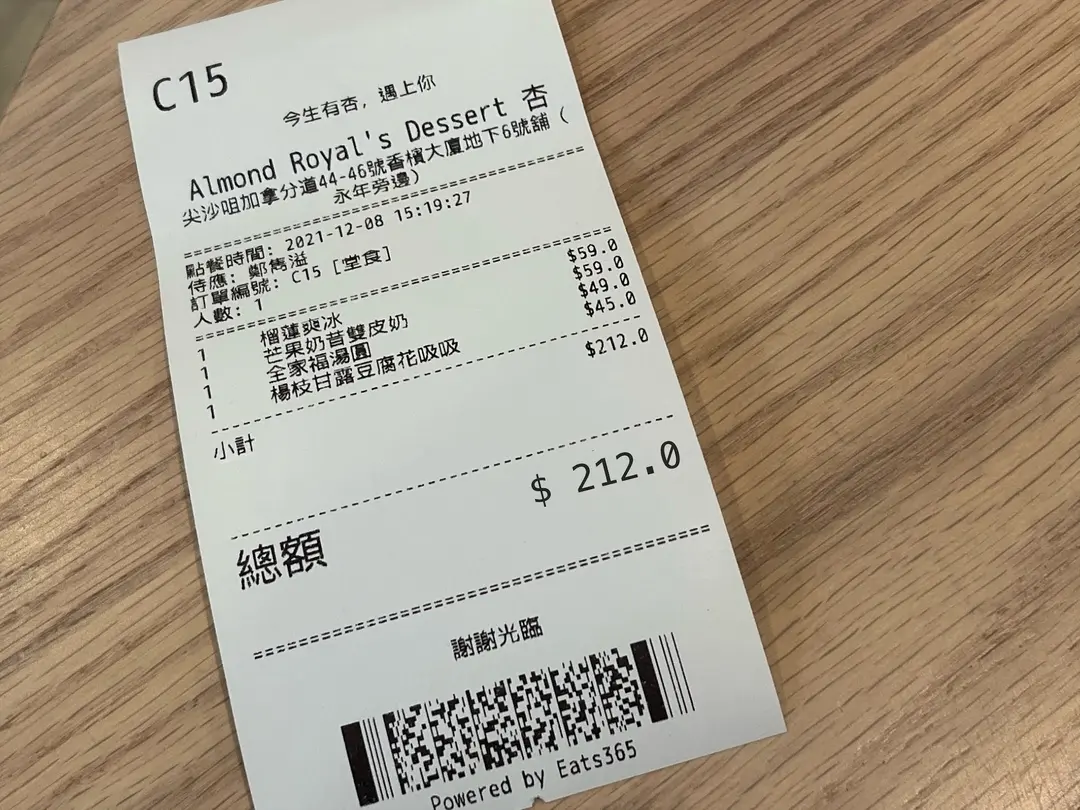 C15
今生有杏, 遇上你
Almond Royal's Dessert 杏
尖沙咀加拿分道44-46號香檳大廈地下6號舖 (
永年旁邊)
點餐時間: 2021-12-08 15:19:27
侍應: 鄭雋溢
訂單編號: C15 [堂食]
人數: 1
1 榴蓮爽冰 $59.0
1 芒果奶昔雙皮奶 $59.0
1 全家福湯圓 $49.0
1 楊枝甘露豆腐花吸吸 $45.0
小計 $212.0
總額 $ 212.0
謝謝光臨
Powered by Eats365